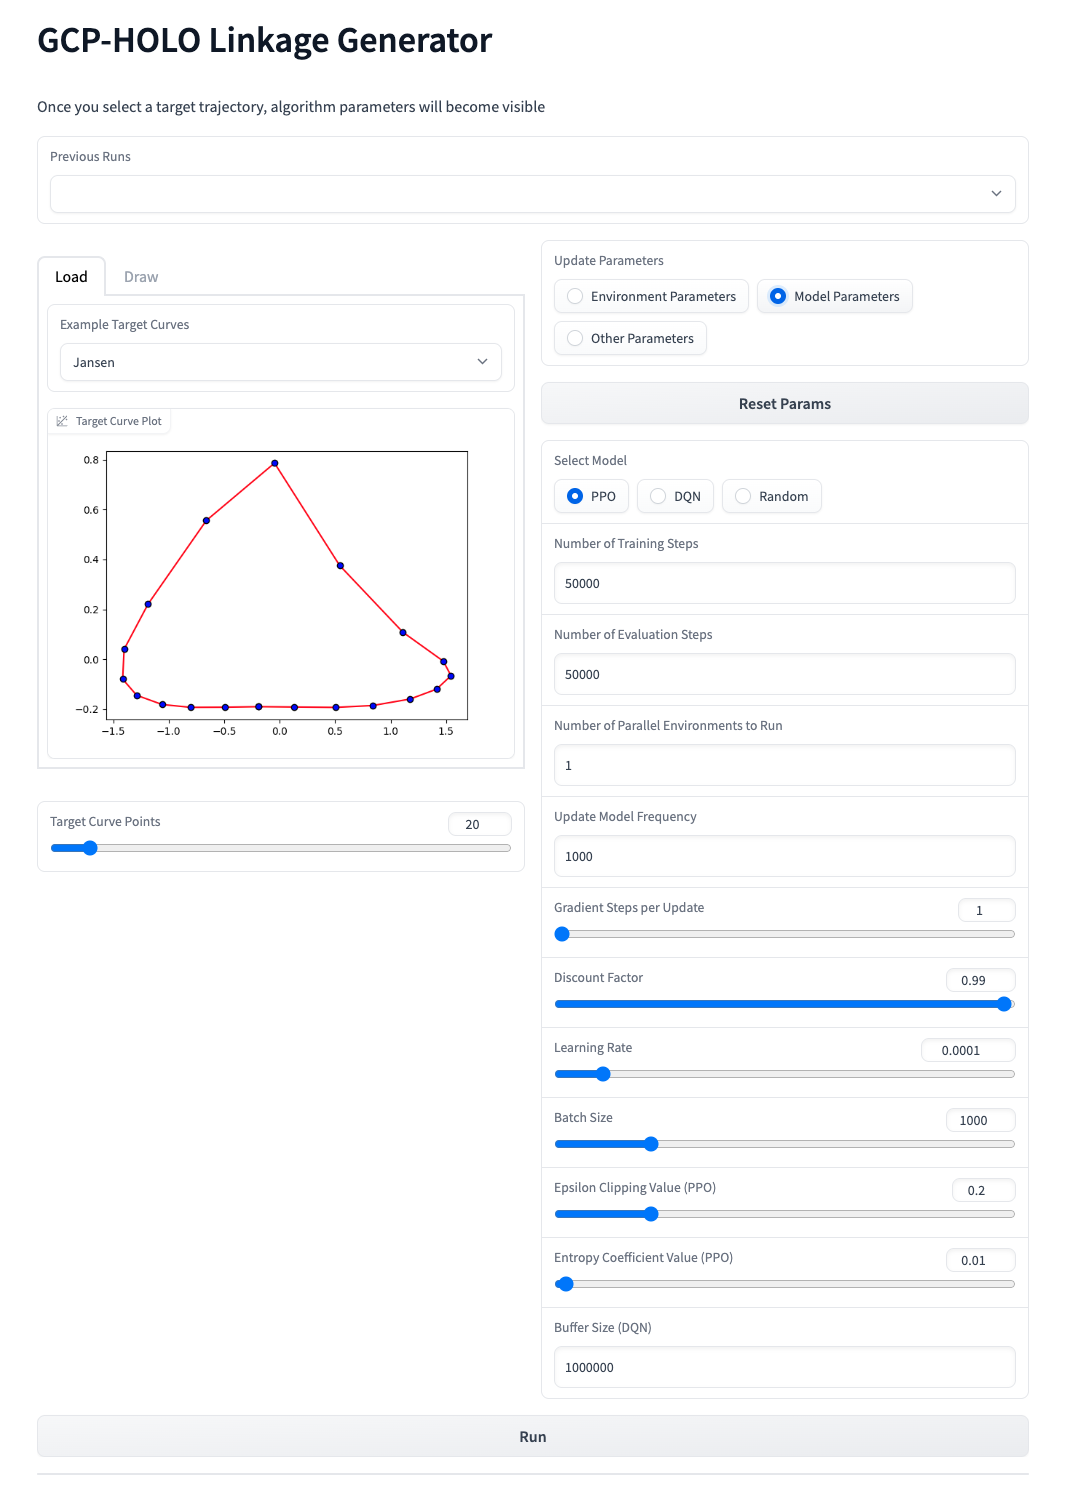 GCP-HOLO Linkage Generator
Once you select a target trajectory, algorithm parameters will become visible
Previous Runs
Load
Draw
Example Target Curves
Jansen
Target Curve Plot
0.8
0.6
0.4
0.2
0.0
−0.2
−1.5
−1.0
−0.5
0.0
0.5
1.0
1.5
Target Curve Points
20
Update Parameters
Environment Parameters
Model Parameters
Other Parameters
Reset Params
Select Model
PPO
DQN
Random
Number of Training Steps
50000
Number of Evaluation Steps
50000
Number of Parallel Environments to Run
1
Update Model Frequency
1000
Gradient Steps per Update
1
Discount Factor
0.99
Learning Rate
0.0001
Batch Size
1000
Epsilon Clipping Value (PPO)
0.2
Entropy Coefficient Value (PPO)
0.01
Buffer Size (DQN)
1000000
Run